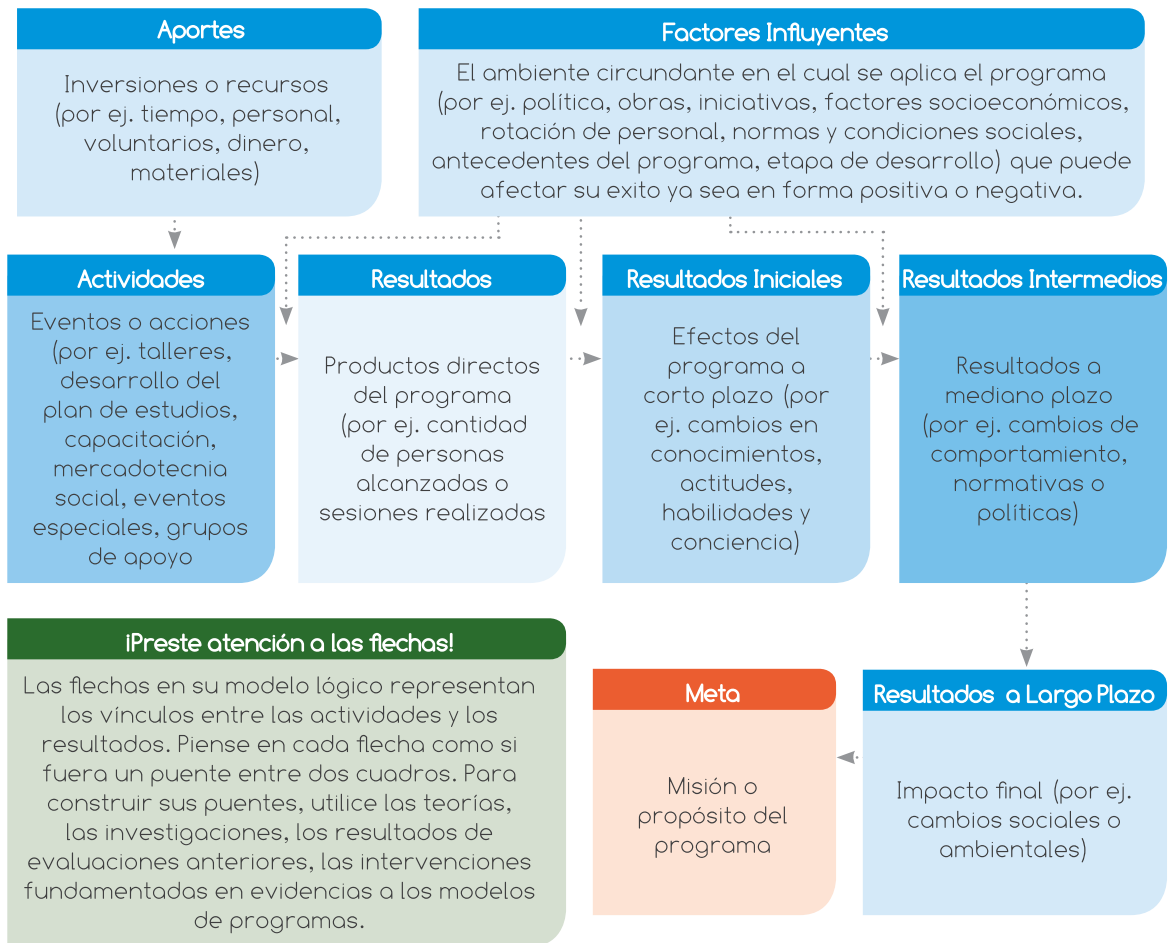 Aportes
Inversiones o recursos
(por ej. tiempo, personal,
voluntarios, dinero,
materiales)
Factores Influyentes
El ambiente circundante en el cual se aplica el programa
(por ej. política, obras, iniciativas, factores socioeconómicos,
rotación de personal, normas y condiciones sociales,
antecedentes del programa, etapa de desarrollo) que puede
afectar su exito ya sea en forma positiva o negativa.
Actividades
Eventos o acciones
(por ej. talleres,
desarrollo del
plan de estudios,
capacitación,
mercadotecnia
social, eventos
especiales, grupos
de apoyo
Resultados
Productos directos
del programa
(por ej. cantidad
de personas
alcanzadas o
sesiones realizadas
Resultados Iniciales
Efectos del
programa a
corto plazo (por
ej. cambios en
conocimientos,
actitudes,
habilidades y
conciencia)
Resultados Intermedios
Resultados a
mediano plazo
(por ej. cambios de
comportamiento,
normativas o
políticas)
¡Preste atención a las flechas!
Las flechas en su modelo lógico representan
los vínculos entre las actividades y los
resultados. Piense en cada flecha como si
fuera un puente entre dos cuadros. Para
construir sus puentes, utilice las teorías,
las investigaciones, los resultados de
evaluaciones anteriores, las intervenciones
fundamentadas en evidencias a los modelos
de programas.
Meta
Misión o
propósito del
programa
Resultados a Largo Plazo
Impacto final (por ej.
cambios sociales o
ambientales)